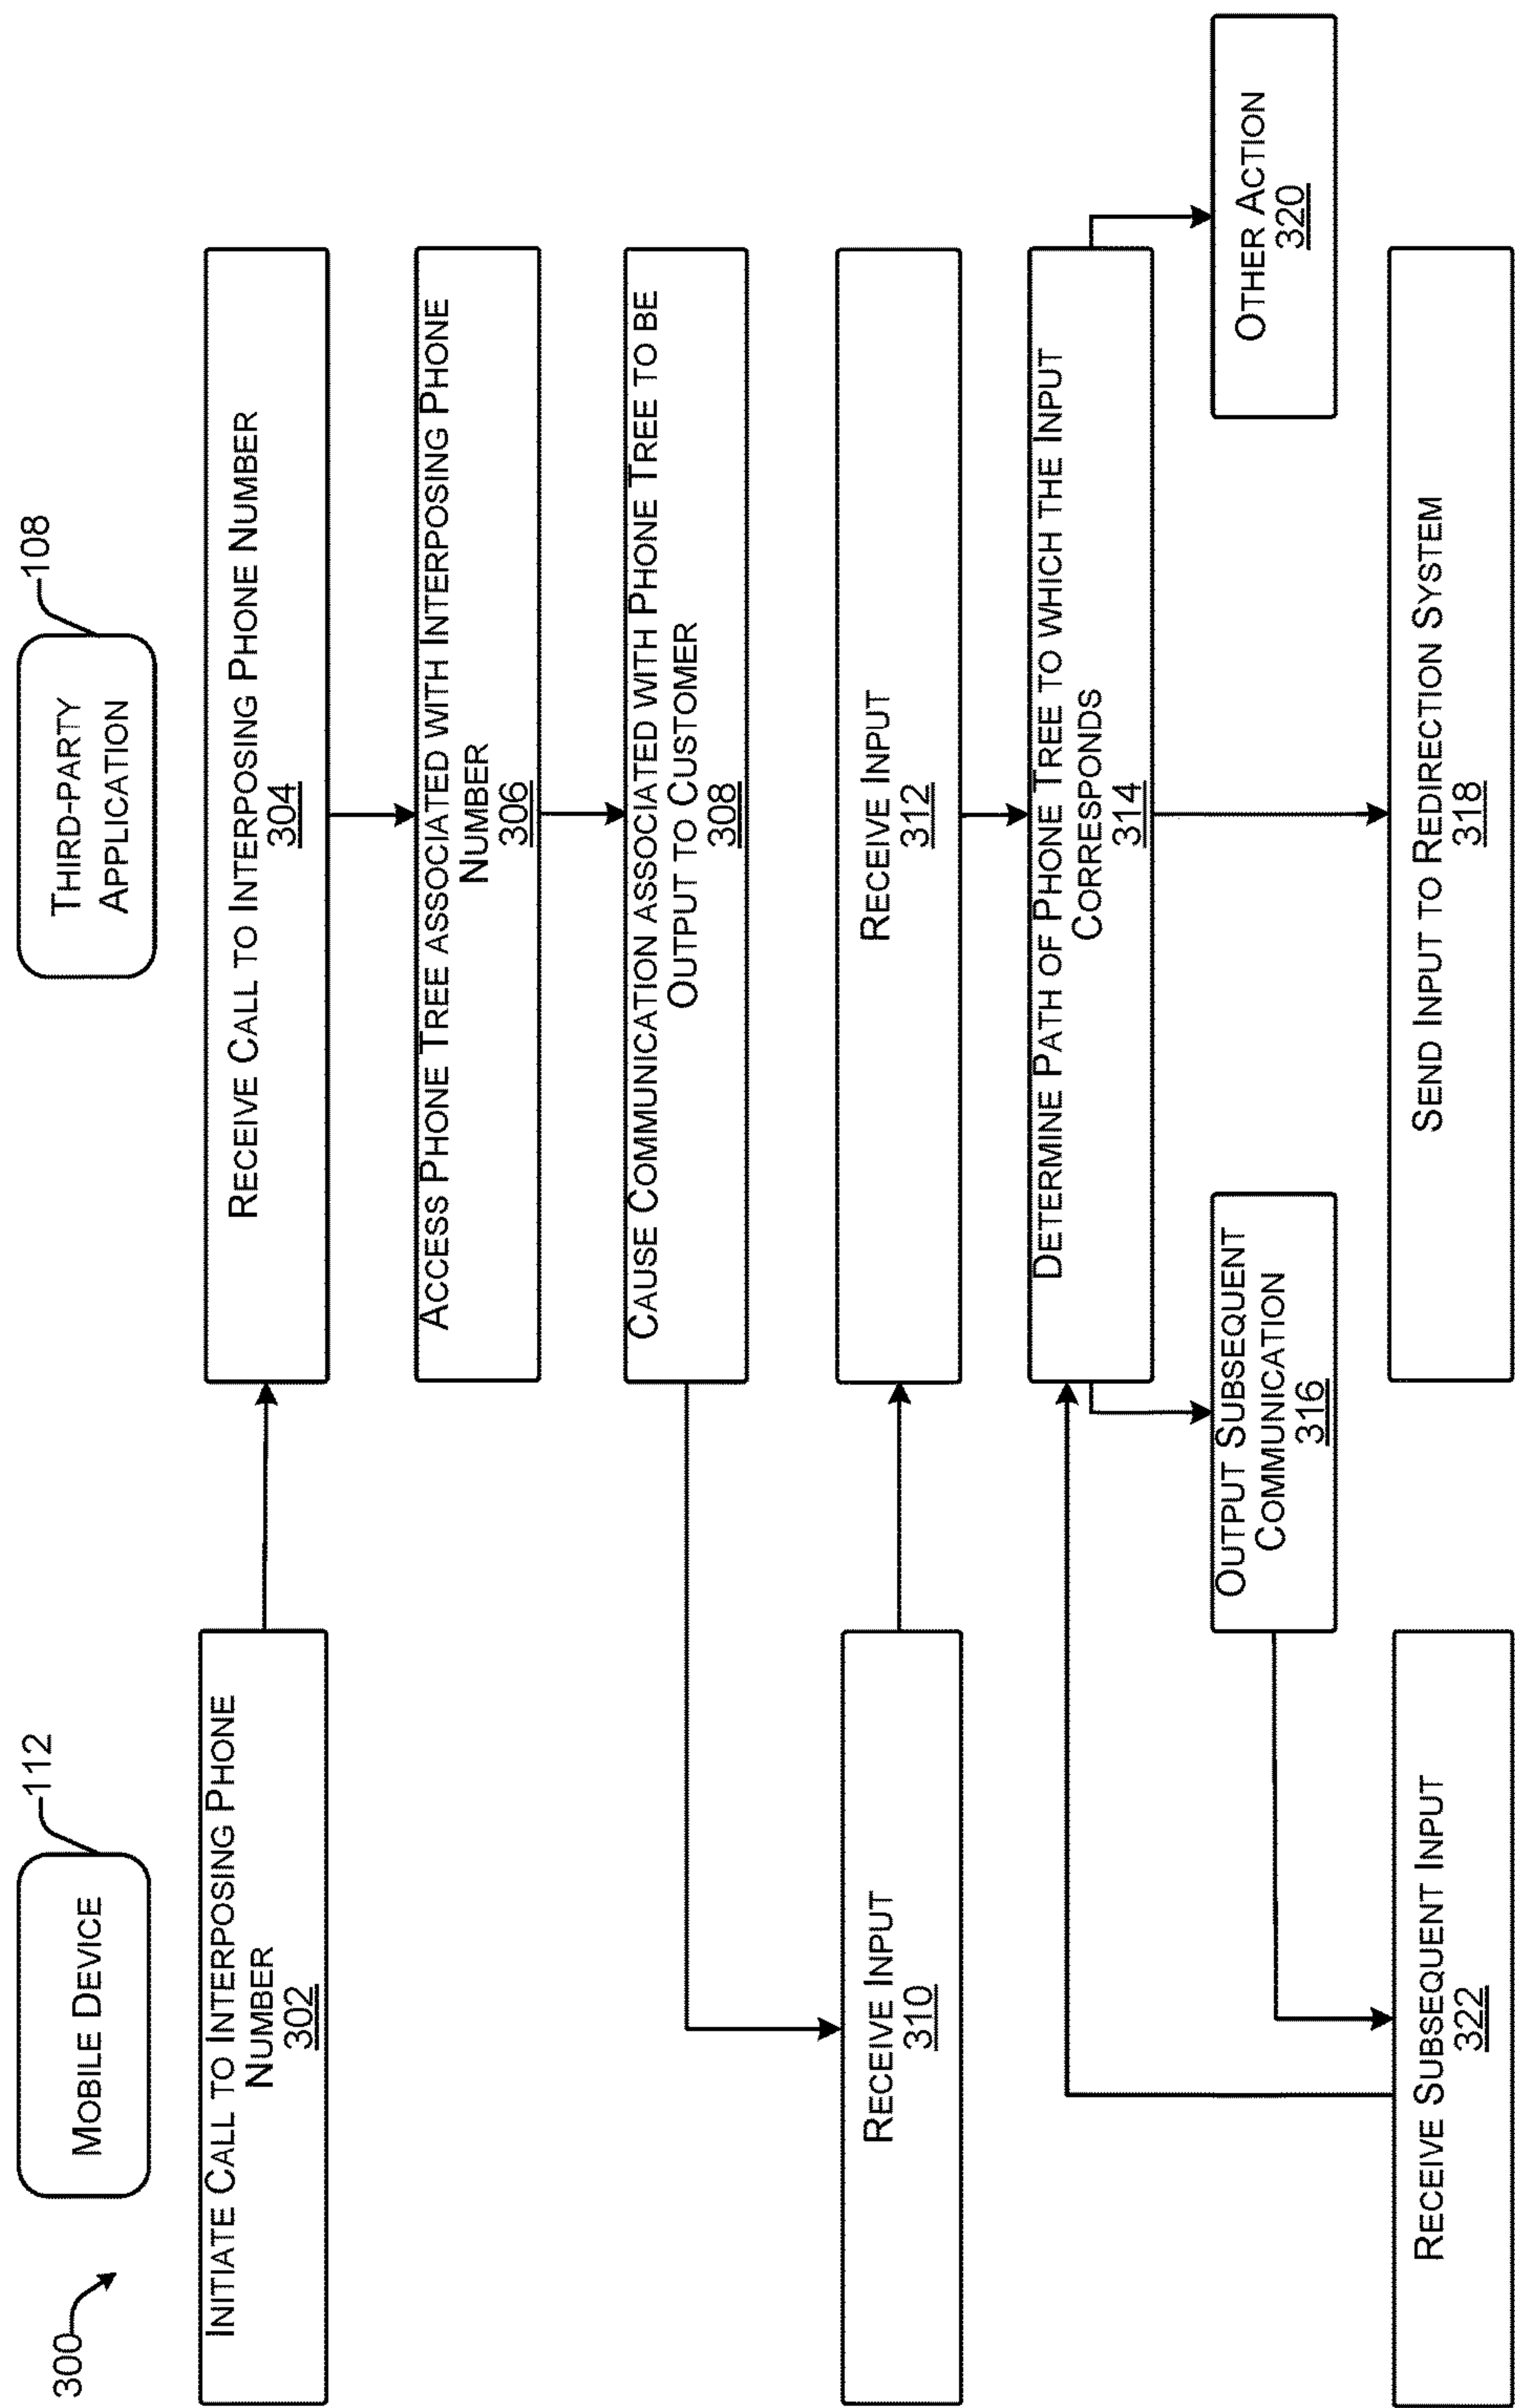 300
MOBILE DEVICE
112
THIRD-PARTY
APPLICATION
108
INITIATE CALL TO INTERPOSING PHONE
NUMBER
302
RECEIVE CALL TO INTERPOSING PHONE NUMBER
304
ACCESS PHONE TREE ASSOCIATED WITH INTERPOSING PHONE
NUMBER
306
CAUSE COMMUNICATION ASSOCIATED WITH PHONE TREE TO BE
OUTPUT TO CUSTOMER
308
RECEIVE INPUT
310
RECEIVE INPUT
312
DETERMINE PATH OF PHONE TREE TO WHICH THE INPUT
CORRESPONDS
314
OUTPUT SUBSEQUENT
COMMUNICATION
316
OTHER ACTION
320
RECEIVE SUBSEQUENT INPUT
322
SEND INPUT TO REDIRECTION SYSTEM
318